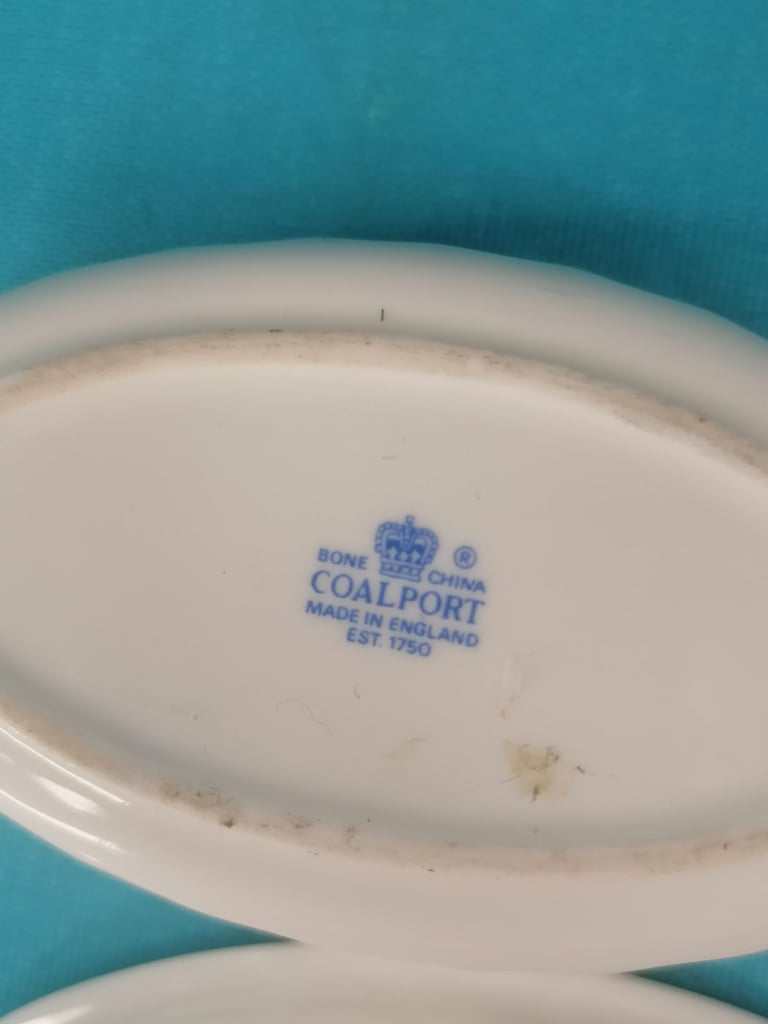 BONE CHINA ®
COALPORT
MADE IN ENGLAND
EST. 1750